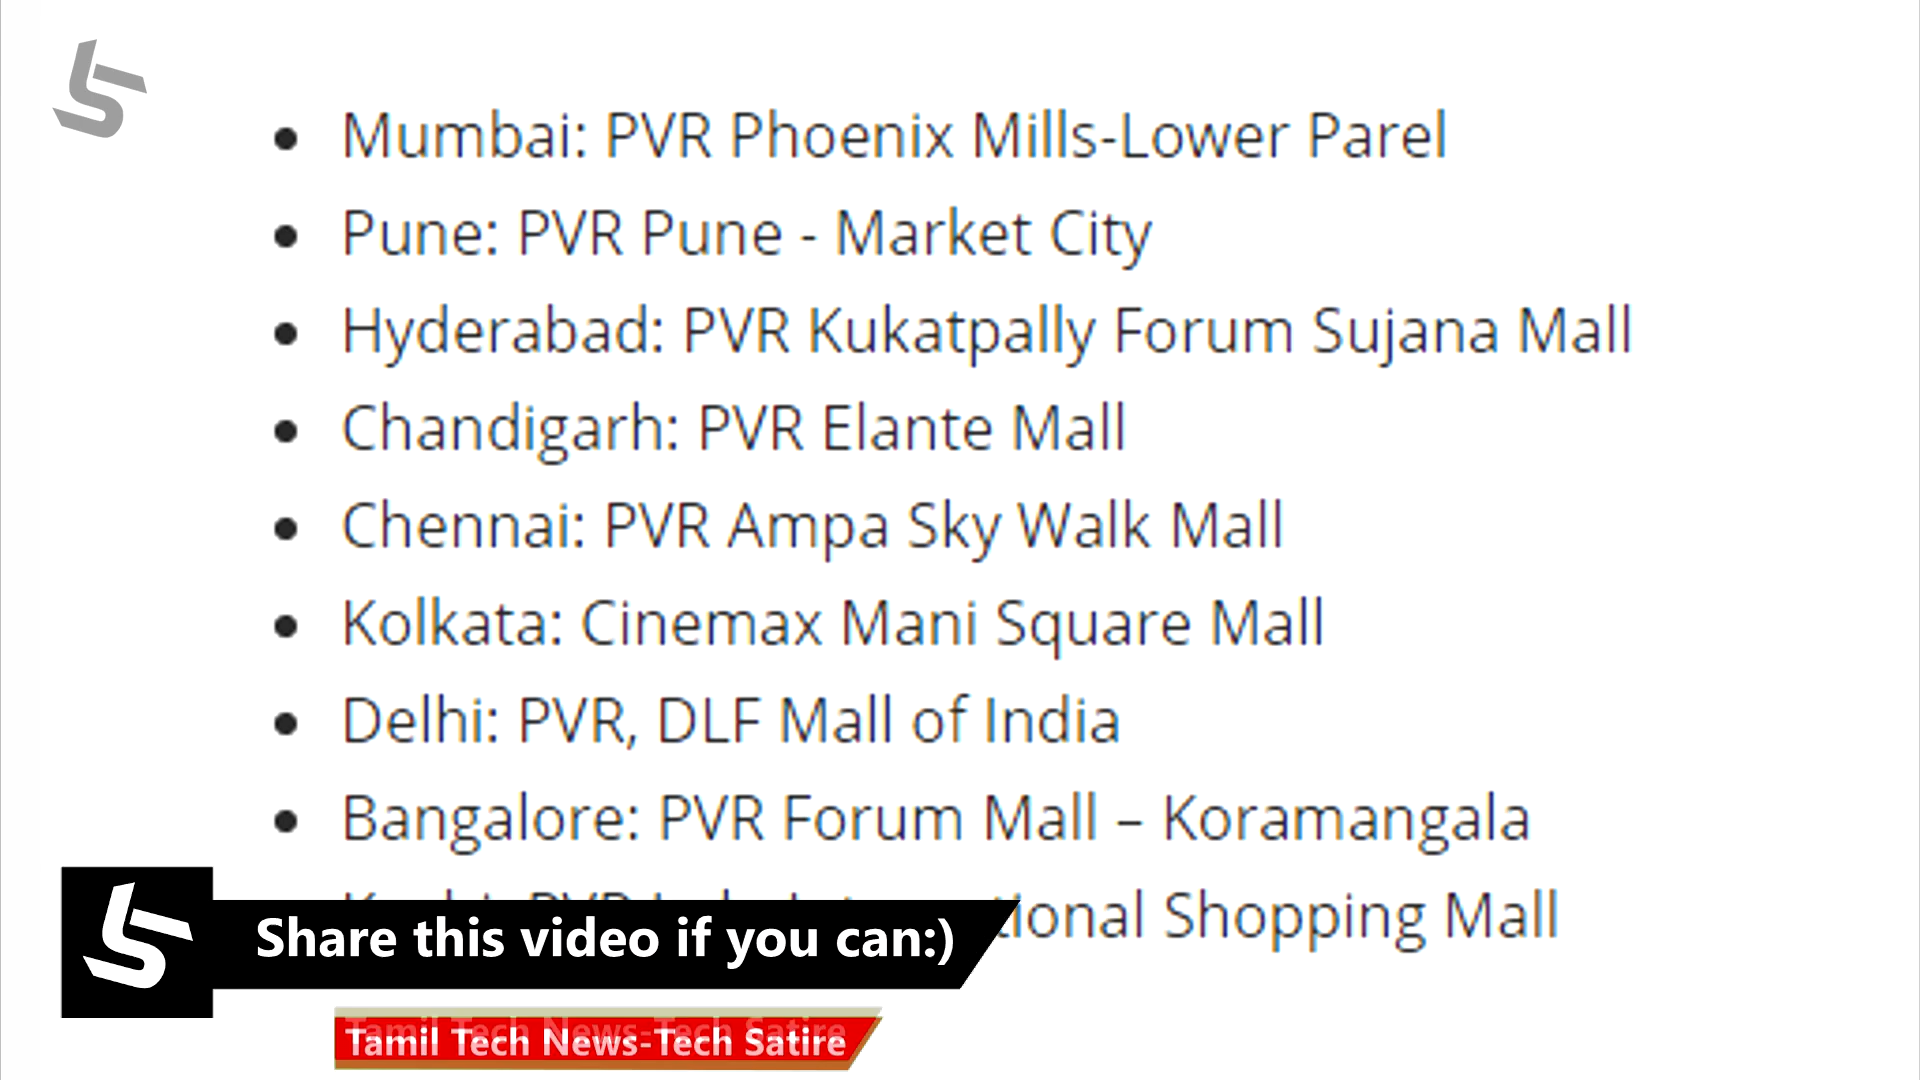 Mumbai: PVR Phoenix Mills-Lower Parel
Pune: PVR Pune - Market City
Hyderabad: PVR Kukatpally Forum Sujana Mall
Chandigarh: PVR Elante Mall
Chennai: PVR Ampa Sky Walk Mall
Kolkata: Cinemax Mani Square Mall
Delhi: PVR, DLF Mall of India
Bangalore: PVR Forum Mall – Koramangala
Shopping Mall
Share this video if you can:)
Tamil Tech News-Tech Satire